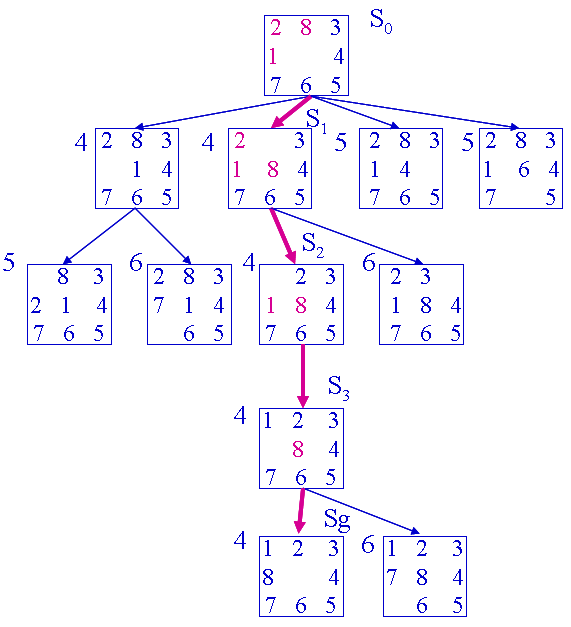 2 8 3 S0
1 4
7 6 5
S1
4 2 8 3 4 2 3 5 2 8 3 5 2 8 3
1 4 1 8 4 1 4 1 6 4
7 6 5 7 6 5 7 6 5 7 5
S2
5 8 3 6 2 8 3 4 2 3 6 2 3
2 1 4 7 1 4 1 8 4 1 8 4
7 6 5 6 5 7 6 5 7 6 5
S3
4 1 2 3
8 4
7 6 5
Sg
4 1 2 3 6 1 2 3
8 4 7 8 4
7 6 5 6 5